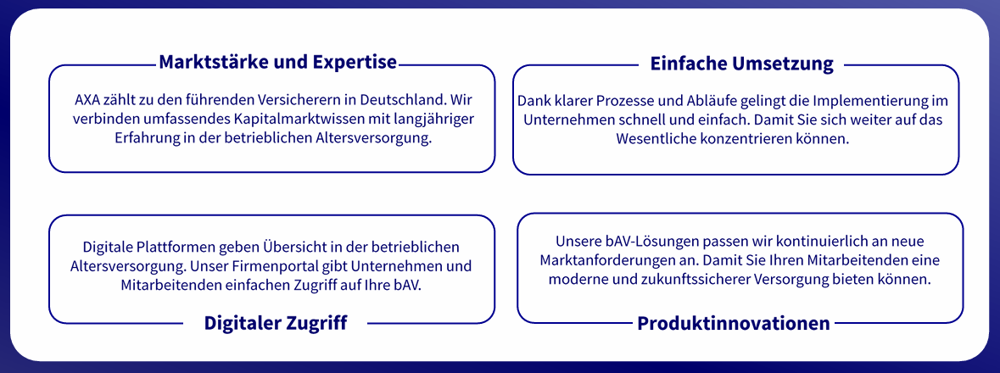 Marktstärke und Expertise
AXA zählt zu den führenden Versicherern in Deutschland. Wir
verbinden umfassendes Kapitalmarktwissen mit langjähriger
Erfahrung in der betrieblichen Altersversorgung.
Einfache Umsetzung
Dank klarer Prozesse und Abläufe gelingt die Implementierung im
Unternehmen schnell und einfach. Damit Sie sich weiter auf das
Wesentliche konzentrieren können.
Digitale Plattformen geben Übersicht in der betrieblichen
Altersversorgung. Unser Firmenportal gibt Unternehmen und
Mitarbeitenden einfachen Zugriff auf Ihre bAV.
Digitaler Zugriff
Unsere bAV-Lösungen passen wir kontinuierlich an neue
Marktanforderungen an. Damit Sie Ihren Mitarbeitenden eine
moderne und zukunftssicherer Versorgung bieten können.
Produktinnovationen